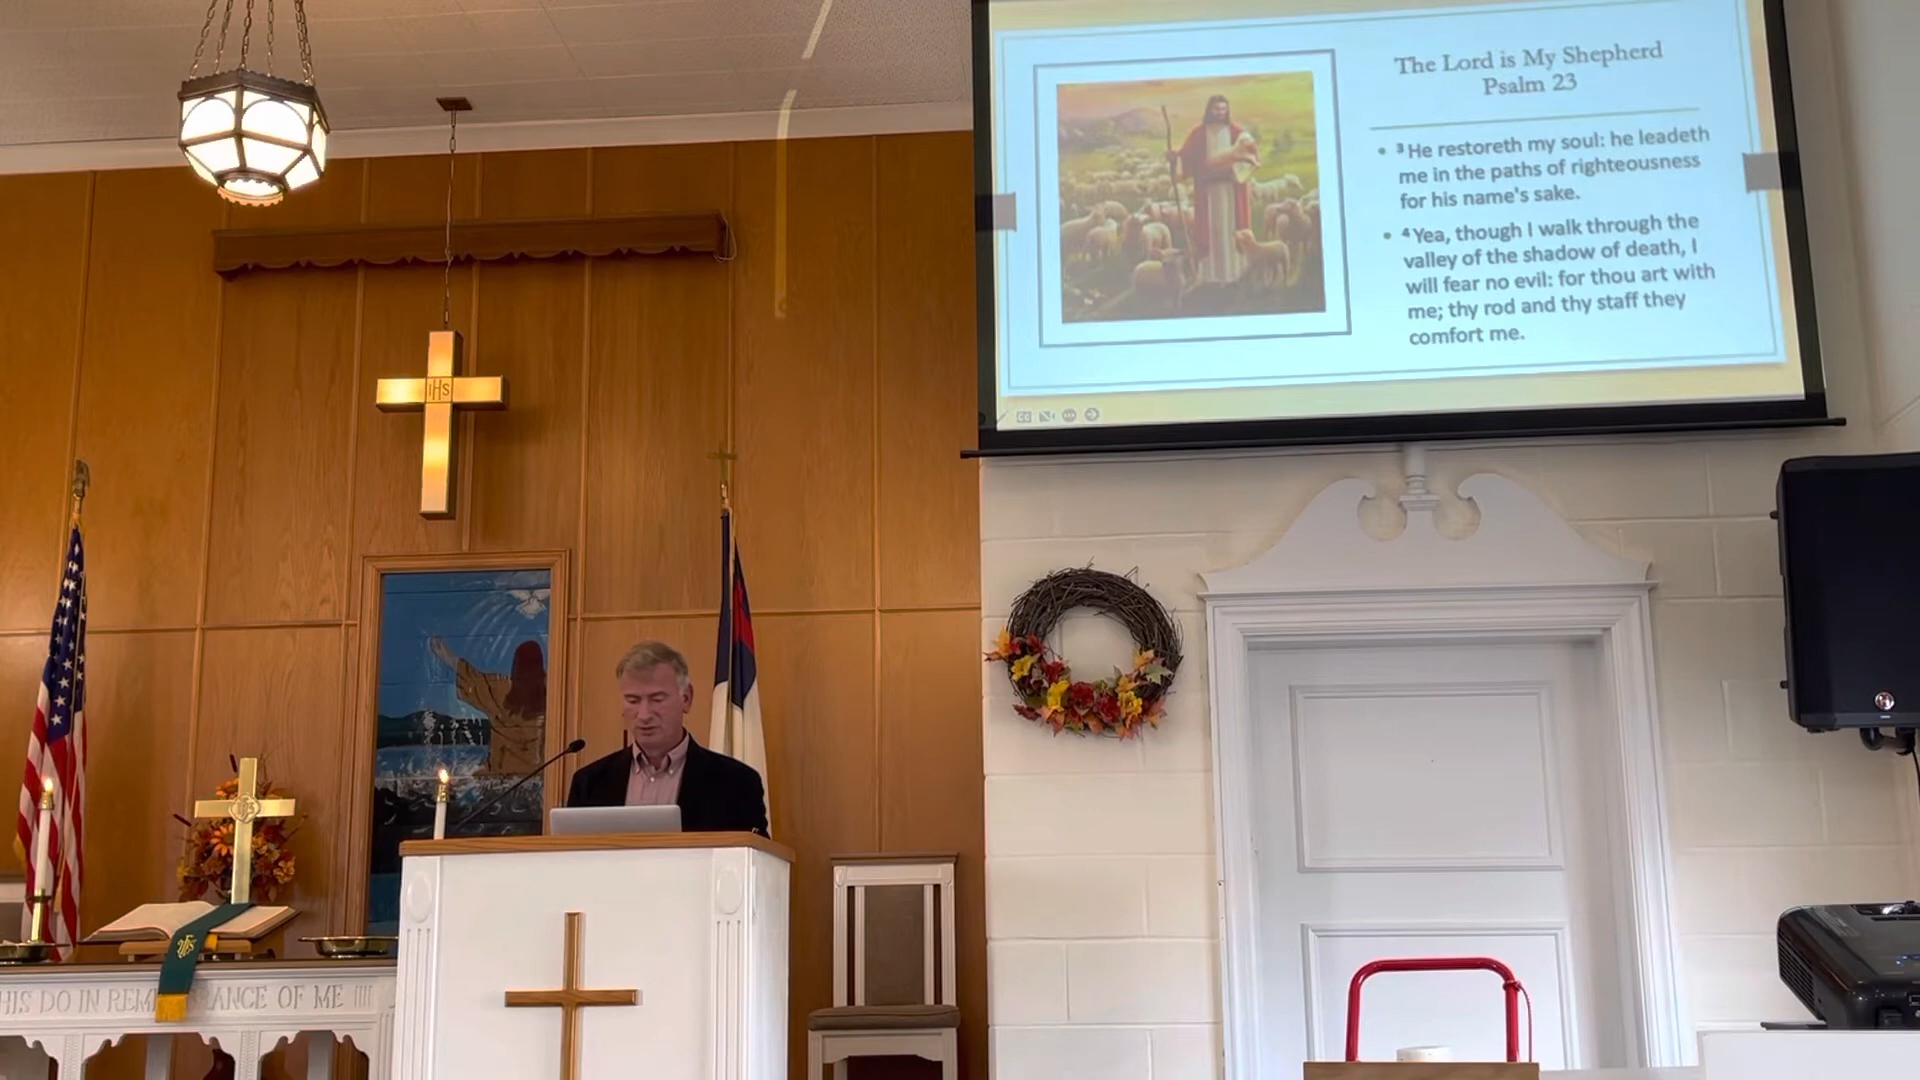 The Lord is My Shepherd
Psalm 23
• ³ He restoreth my soul: he leadeth
me in the paths of righteousness
for his name's sake.
• ⁴ Yea, though I walk through the
valley of the shadow of death, I
will fear no evil: for thou art with
me; thy rod and thy staff they
comfort me.
CC
IHS
HIS DO IN REM RANCE OF ME